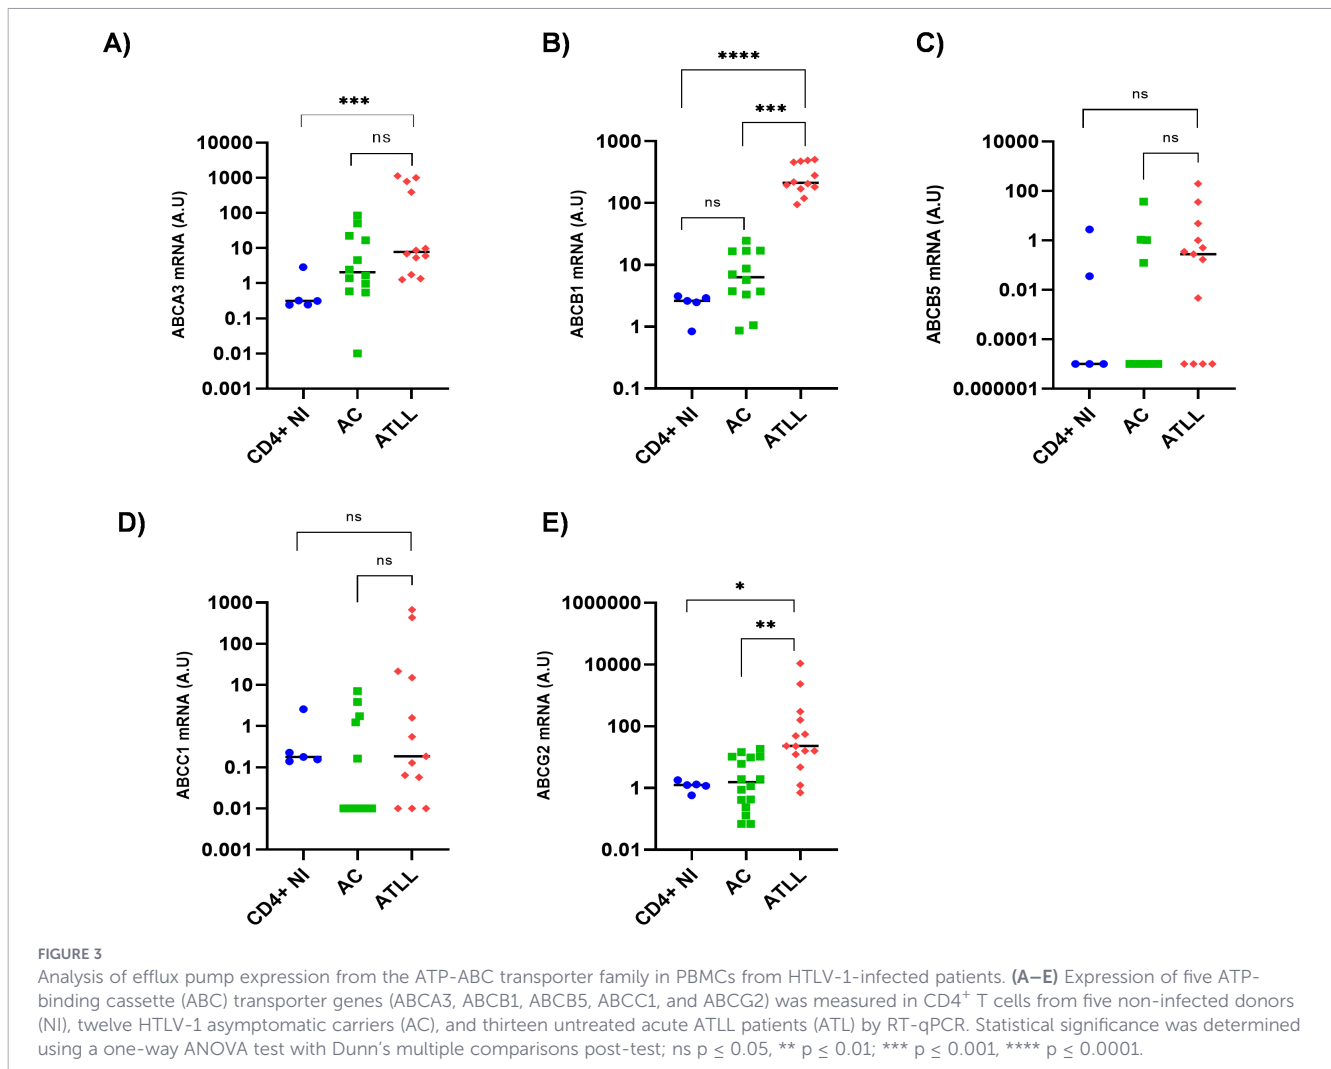 A)
***
ns
10000
1000
100
10
1
0.1
0.01
0.001
ABCA3 mRNA (A.U)
CD4+ NI
AC
ATLL
B)
****
***
ns
1000
100
10
1
0.1
ABCB1 mRNA (A.U)
CD4+ NI
AC
ATLL
C)
ns
ns
10000
100
1
0.01
0.0001
0.000001
ABCB5 mRNA (A.U
CD4+ NI
AC
ATLL
D)
ns
ns
1000
100
10
1
0.1
0.01
0.001
ABCC1 mRNA (A.U)
CD4+ NI
AC
ATLL
E)
*
**
1000000
10000
100
1
0.01
ABCG2 mRNA (A.U)
CD4+ NI
AC
ATLL
FIGURE 3
Analysis of efflux pump expression from the ATP-ABC transporter family in PBMCs from HTLV-1-infected patients. (A–E) Expression of five ATP-
binding cassette (ABC) transporter genes (ABCA3, ABCB1, ABCB5, ABCC1, and ABCG2) was measured in CD4⁺ T cells from five non-infected donors
(NI), twelve HTLV-1 asymptomatic carriers (AC), and thirteen untreated acute ATLL patients (ATL) by RT-qPCR. Statistical significance was determined
using a one-way ANOVA test with Dunn's multiple comparisons post-test; ns p ≤ 0.05, ** p ≤ 0.01; *** p ≤ 0.001, **** p ≤ 0.0001.